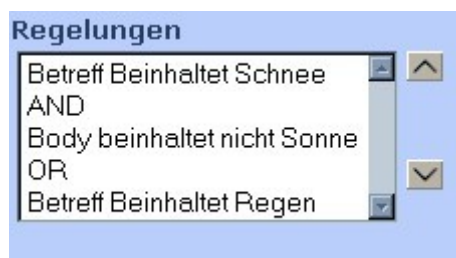 Regelungen
Betreff Beinhaltet Schnee
AND
Body beinhaltet nicht Sonne
OR
Betreff Beinhaltet Regen